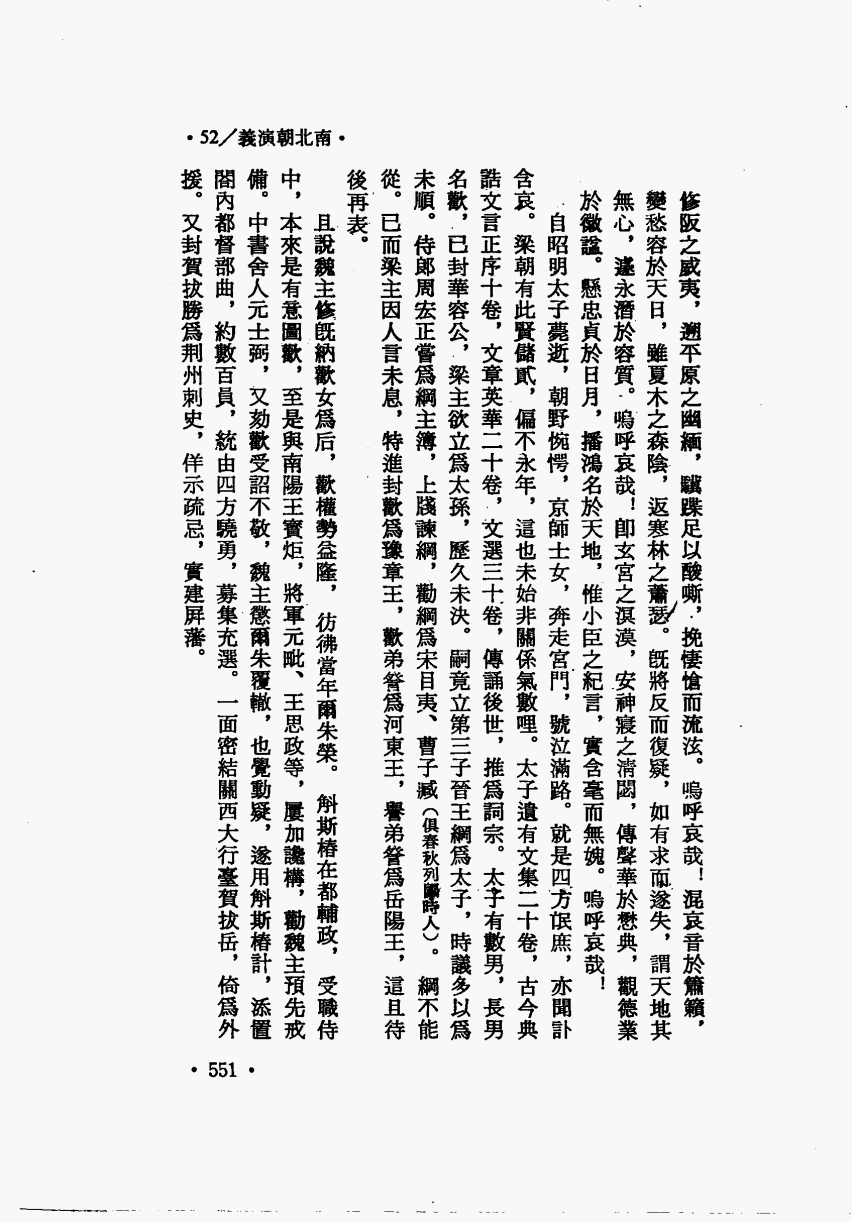 •52／義演朝北南•
修阪之威夷，遡平原之幽緬，驥蹀足以酸嘶，挽悽愴而流泫。嗚呼哀哉！混哀音於簫籟，
變愁容於天日，雖夏木之森陰，返寒林之蕭瑟。旣將反而復疑，如有求而遂失，謂天地其
無心，遽永潛於容質。嗚呼哀哉！卽玄宮之溟漠，安神寢之淸閟，傳聲華於懋典，觀德業
於徽諡。懸忠貞於日月，播鴻名於天地，惟小臣之紀言，實含毫而無媿。嗚呼哀哉！
自昭明太子薨逝，朝野惋愕，京師士女，奔走宮門，號泣滿路。就是四方氓庶，亦聞訃
含哀。梁朝有此賢儲貳，偏不永年，這也未始非關係氣數哩。太子遺有文集二十卷，古今典
誥文言正序十卷，文章英華二十卷，文選三十卷，傳誦後世，推爲詞宗。太子有數男，長男
名歡，已封華容公，梁主欲立爲太孫，歷久未決。嗣竟立第三子晉王綱爲太子，時議多以爲
未順。侍郎周宏正嘗爲綱主簿，上牋諫綱，勸綱爲宋目夷、曹子臧（俱春秋列國時人）。綱不能
從。已而梁主因人言未息，特進封歡爲豫章王，歡弟譽爲河東王，譽弟詧爲岳陽王，這且待
後再表。
且說魏主修旣納歡女爲后，歡權勢益隆，彷彿當年爾朱榮。斛斯椿在都輔政，受職侍
中，本來是有意圖歡，至是與南陽王寶炬，將軍元毗、王思政等，屢加讒構，勸魏主預先戒
備。中書舍人元士弼，又劾歡受詔不敬，魏主懲爾朱覆轍，也覺動疑，遂用斛斯椿計，添置
閤內都督部曲，約數百員，統由四方驍勇，募集充選。一面密結關西大行臺賀拔岳，倚爲外
援。又封賀拔勝爲荆州刺史，佯示疏忌，實建屏藩。
•551•